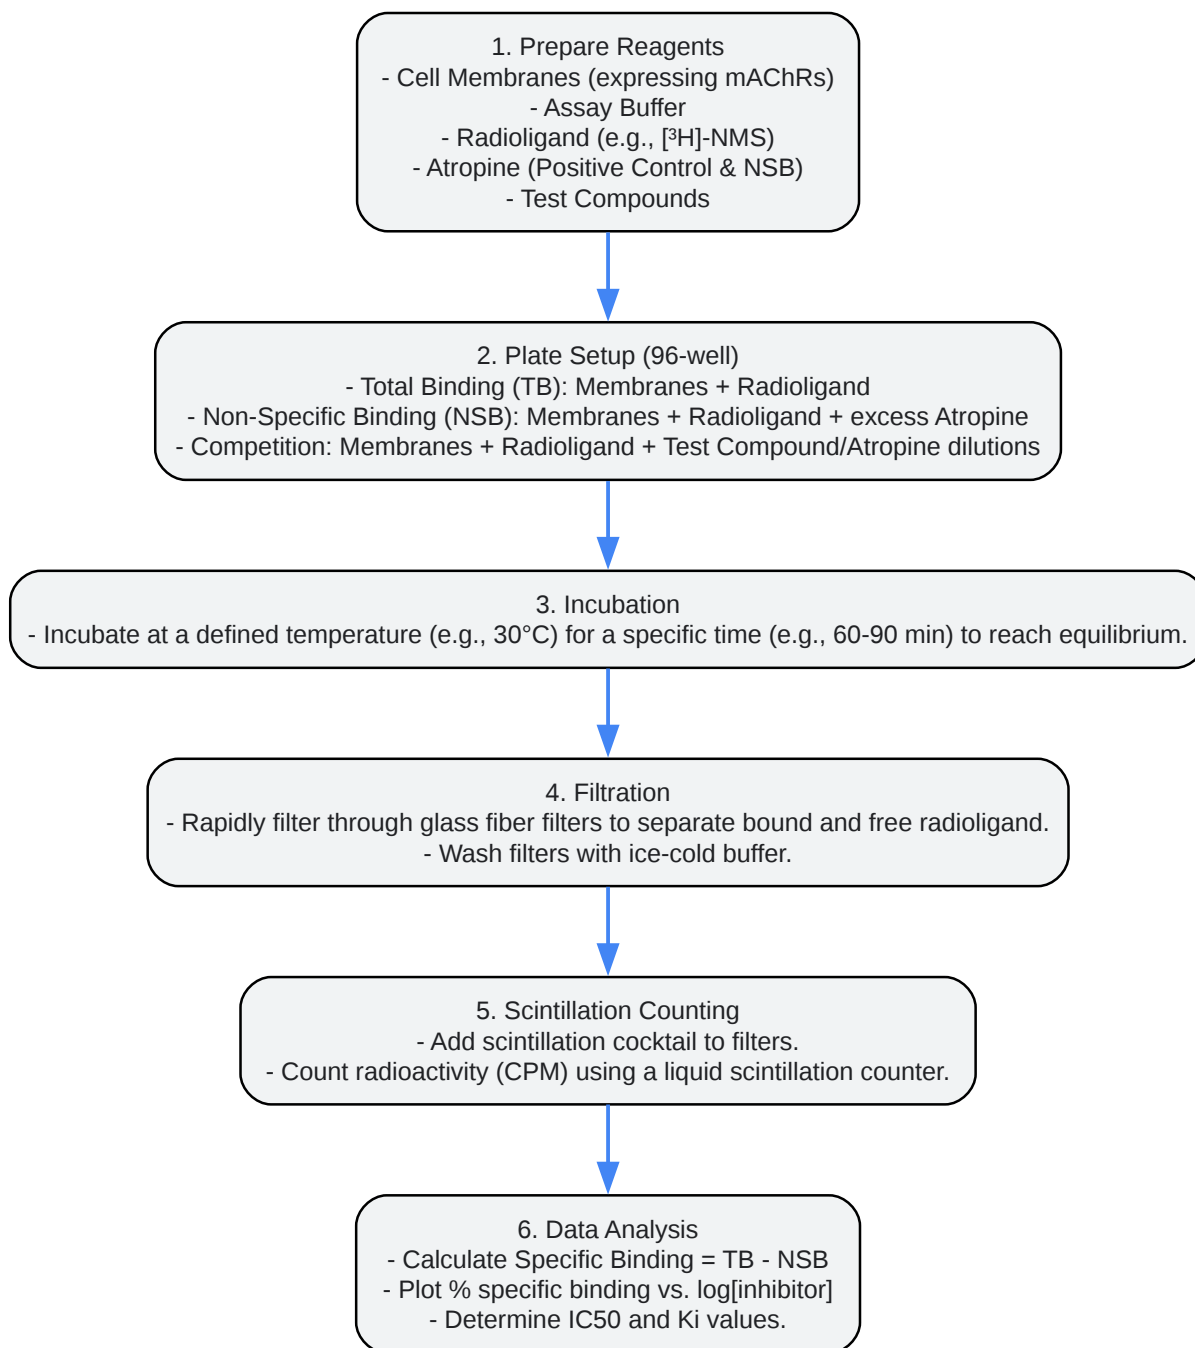 1. Prepare Reagents
- Cell Membranes (expressing mAChRs)
- Assay Buffer
- Radioligand (e.g., [³H]-NMS)
- Atropine (Positive Control & NSB)
- Test Compounds
2. Plate Setup (96-well)
- Total Binding (TB): Membranes + Radioligand
- Non-Specific Binding (NSB): Membranes + Radioligand + excess Atropine
- Competition: Membranes + Radioligand + Test Compound/Atropine dilutions
3. Incubation
- Incubate at a defined temperature (e.g., 30°C) for a specific time (e.g., 60-90 min) to reach equilibrium.
4. Filtration
- Rapidly filter through glass fiber filters to separate bound and free radioligand.
- Wash filters with ice-cold buffer.
5. Scintillation Counting
- Add scintillation cocktail to filters.
- Count radioactivity (CPM) using a liquid scintillation counter.
6. Data Analysis
- Calculate Specific Binding = TB - NSB
- Plot % specific binding vs. log[inhibitor]
- Determine IC50 and Ki values.